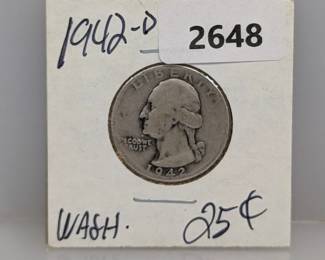 1942-D
2648
LIBERTY
IN GOD WE
TRUST
1942
WASH.
25¢